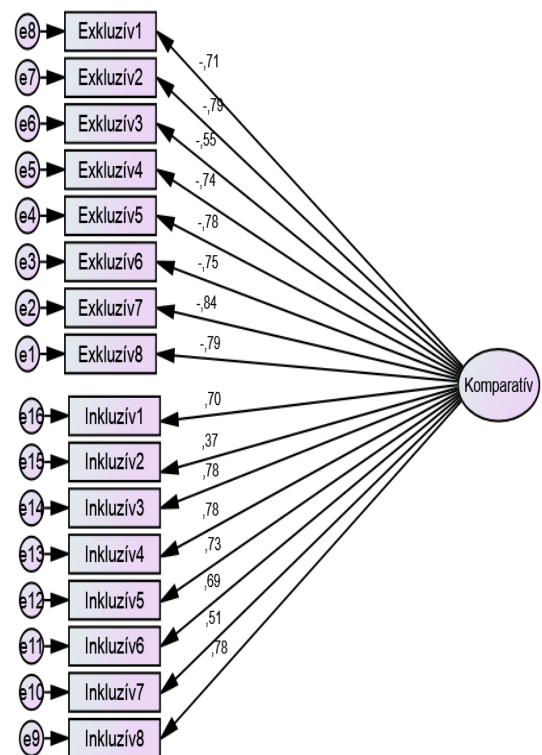 e8 Exkluzív1
-,71
e7 Exkluzív2
-,79
e6 Exkluzív3
-,55
e5 Exkluzív4
-,74
e4 Exkluzív5
-,78
e3 Exkluzív6
-,75
e2 Exkluzív7
-,84
e1 Exkluzív8
-,79
Komparatív
e16 Inkluzív1
,70
e15 Inkluzív2
,37
e14 Inkluzív3
,78
e13 Inkluzív4
,78
e12 Inkluzív5
,73
e11 Inkluzív6
,69
e10 Inkluzív7
,51
e9 Inkluzív8
,78